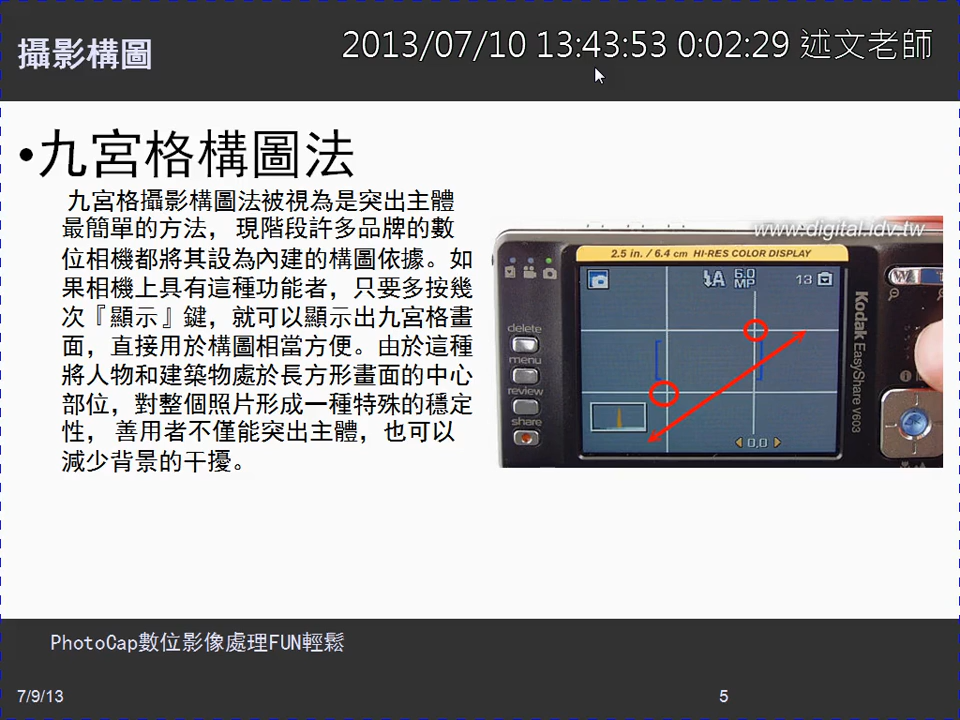 攝影構圖
2013/07/10 13:43:53 0:02:29 述文老師
•九宮格構圖法
九宮格攝影構圖法被視為是突出主體
最簡單的方法，現階段許多品牌的數
位相機都將其設為內建的構圖依據。如
果相機上具有這種功能者，只要多按幾
次『顯示』鍵，就可以顯示出九宮格畫
面，直接用於構圖相當方便。由於這種
將人物和建築物處於長方形畫面的中心
部位，對整個照片形成一種特殊的穩定
性，善用者不僅能突出主體，也可以
減少背景的干擾。
www.digital.idv.tw
2.5 in. / 6.4 cm HI-RES COLOR DISPLAY
A 6.0 MP 13
W T
delete
menu
review
share
0.0
Kodak EasyShare V603
PhotoCap數位影像處理FUN輕鬆
7/9/13
5